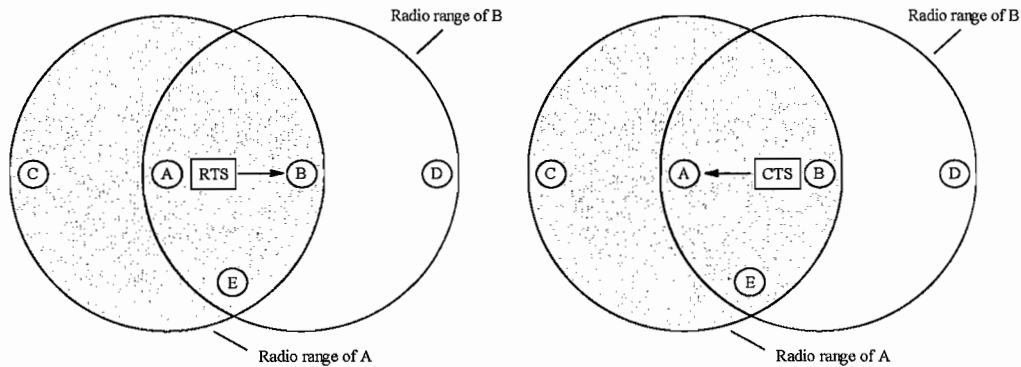 Radio range of B
C
A
RTS
B
D
E
Radio range of A
Radio range of B
C
A
CTS
B
D
E
Radio range of A